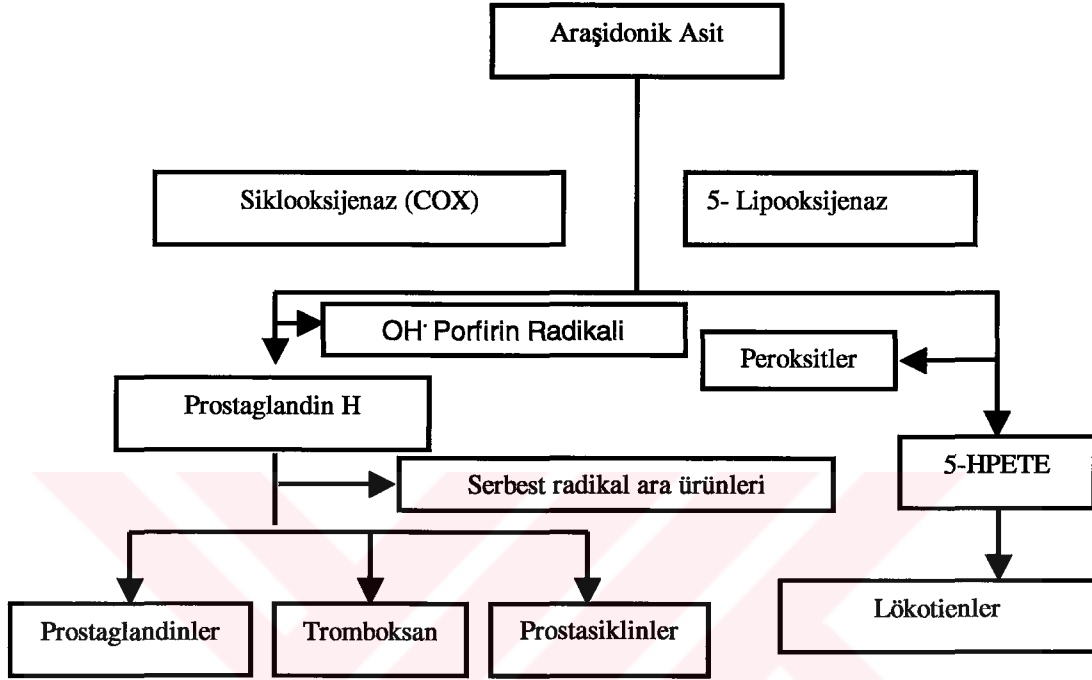 Araşidonik Asit
Siklooksijenaz (COX)
5- Lipooksijenaz
OH· Porfirin Radikali
Peroksitler
Prostaglandin H
5-HPETE
Serbest radikal ara ürünleri
Lökotienler
Prostaglandinler
Tromboksan
Prostasiklinler